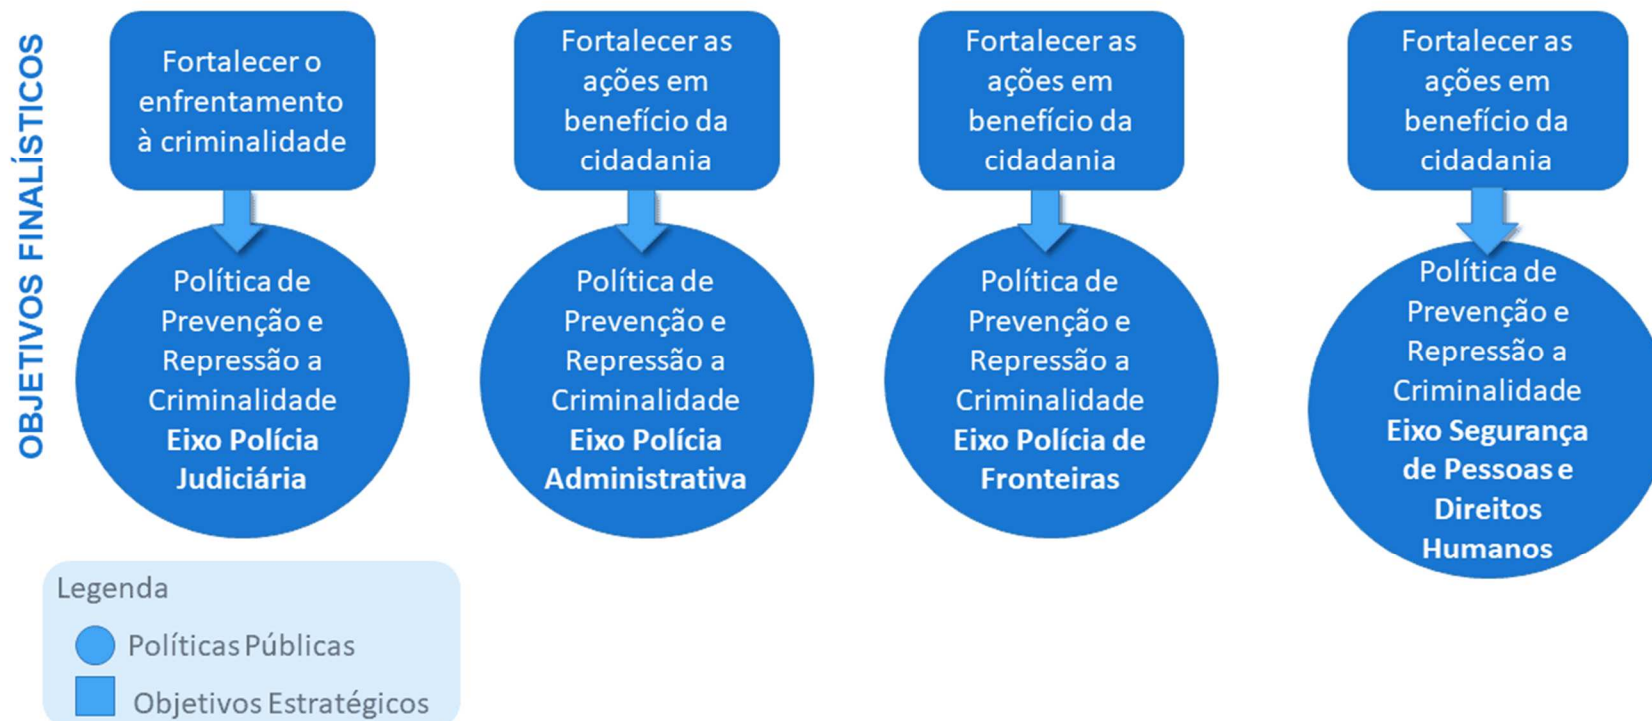 OBJETIVOS FINALÍSTICOS
Fortalecer o
enfrentamento
à criminalidade
Política de
Prevenção e
Repressão a
Criminalidade
Eixo Polícia
Judiciária
Fortalecer as
ações em
benefício da
cidadania
Política de
Prevenção e
Repressão a
Criminalidade
Eixo Polícia
Administrativa
Fortalecer as
ações em
benefício da
cidadania
Política de
Prevenção e
Repressão a
Criminalidade
Eixo Polícia de
Fronteiras
Fortalecer as
ações em
benefício da
cidadania
Política de
Prevenção e
Repressão a
Criminalidade
Eixo Segurança
de Pessoas e
Direitos
Humanos
Legenda
Políticas Públicas
Objetivos Estratégicos